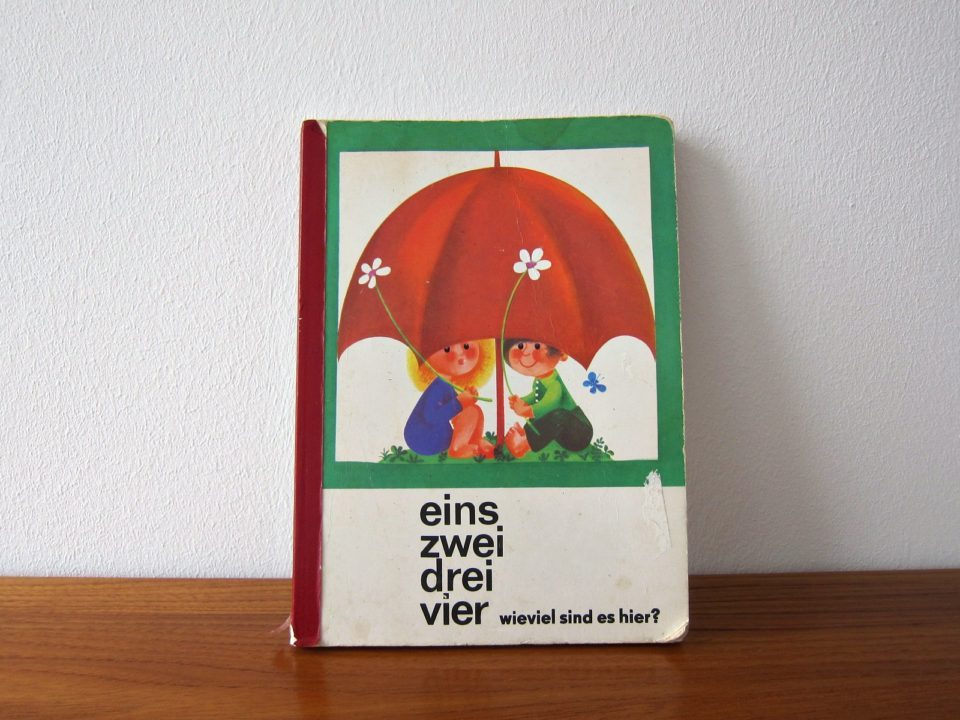 eins
zwei
drei
vier wieviel sind es hier?